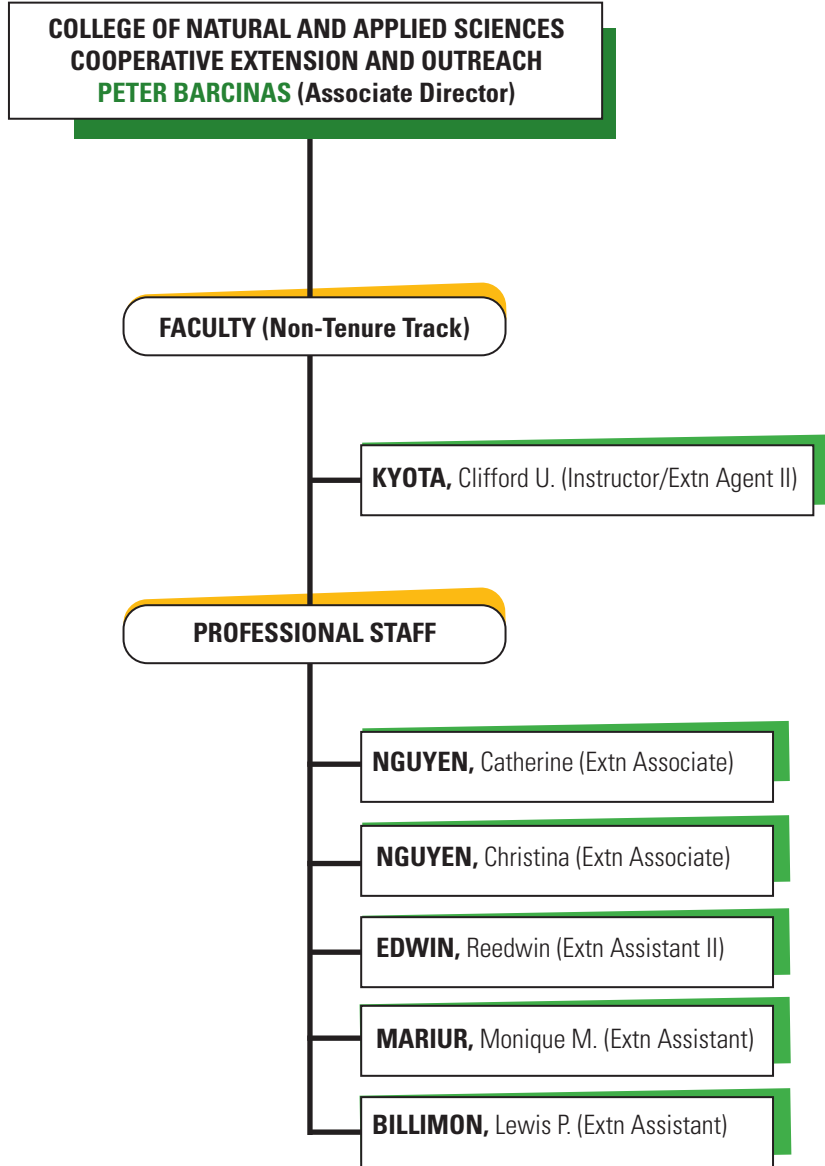 COLLEGE OF NATURAL AND APPLIED SCIENCES
COOPERATIVE EXTENSION AND OUTREACH
PETER BARCINAS (Associate Director)
FACULTY (Non-Tenure Track)
KYOTA, Clifford U. (Instructor/Extn Agent II)
PROFESSIONAL STAFF
NGUYEN, Catherine (Extn Associate)
NGUYEN, Christina (Extn Associate)
EDWIN, Reedwin (Extn Assistant II)
MARIUR, Monique M. (Extn Assistant)
BILLIMON, Lewis P. (Extn Assistant)